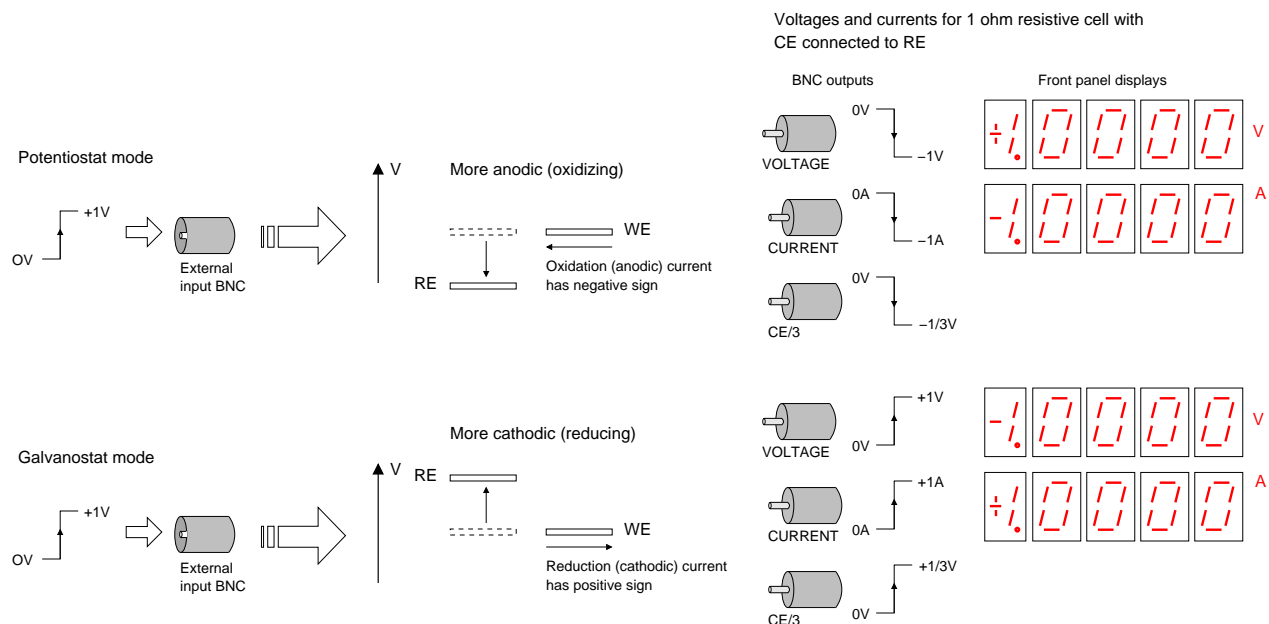 Voltages and currents for 1 ohm resistive cell with
CE connected to RE
BNC outputs
Front panel displays
Potentiostat mode
+1V
OV
External
input BNC
V
More anodic (oxidizing)
WE
Oxidation (anodic) current
has negative sign
RE
0V
−1V
VOLTAGE
+1.0000 V
0A
−1A
CURRENT
-1.0000 A
0V
−1/3V
CE/3
Galvanostat mode
+1V
OV
External
input BNC
V
More cathodic (reducing)
RE
WE
Reduction (cathodic) current
has positive sign
+1V
0V
VOLTAGE
-1.0000 V
+1A
0A
CURRENT
+1.0000 A
+1/3V
0V
CE/3